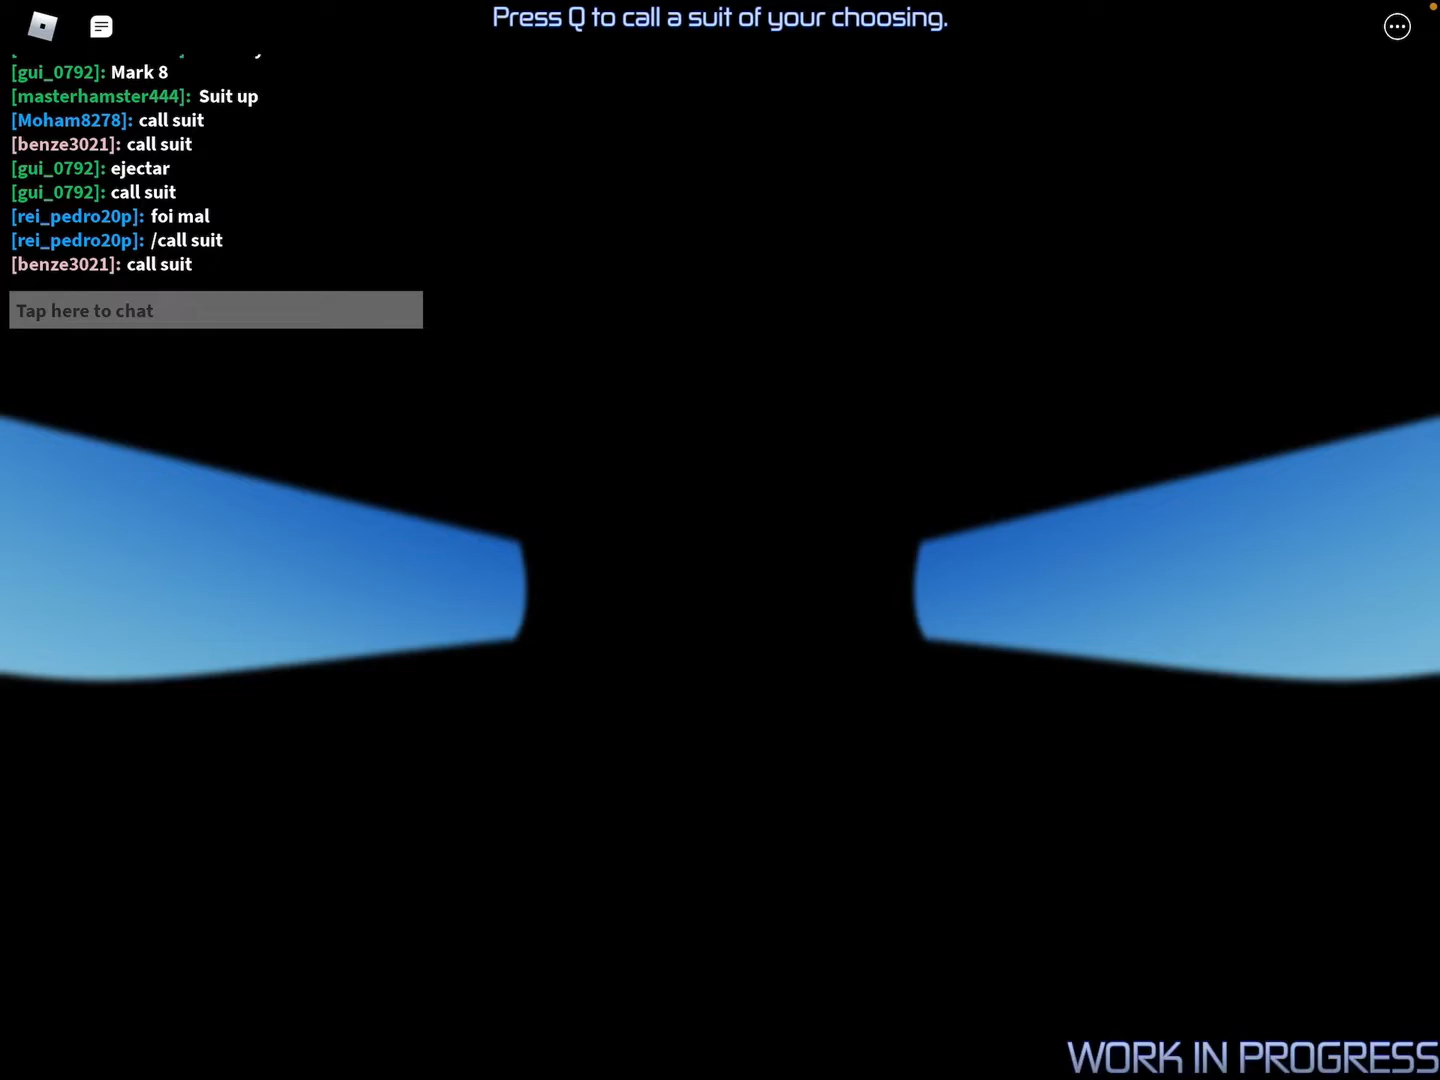 Press Q to call a suit of your choosing.
[gui_0792]: Mark 8
[masterhamster444]: Suit up
[Moham8278]: call suit
[benze3021]: call suit
[gui_0792]: ejectar
[gui_0792]: call suit
[rei_pedro20p]: foi mal
[rei_pedro20p]: /call suit
[benze3021]: call suit
Tap here to chat
WORK IN PROGRESS